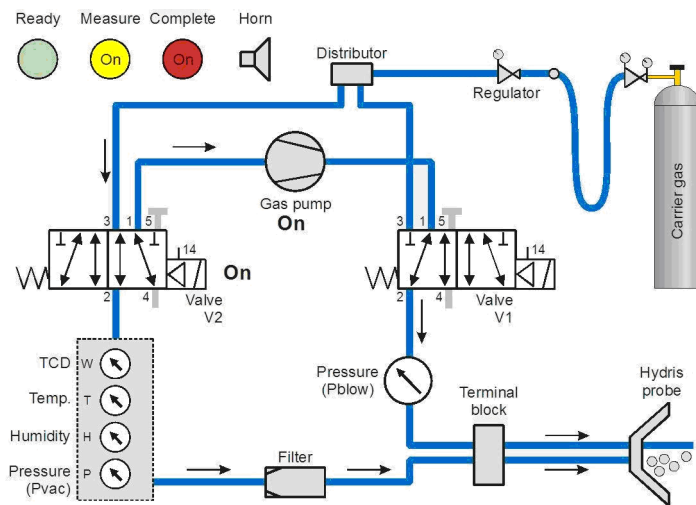 Ready Measure Complete Horn
On On
Distributor
Regulator
Carrier gas
Gas pump
On
3 1 5
14
2 4
On
Valve
V2
3 1 5
14
2 4
Valve
V1
TCD W
Temp. T
Humidity H
Pressure P
(Pvac)
Pressure
(Pblow)
Filter
Terminal
block
Hydris
probe